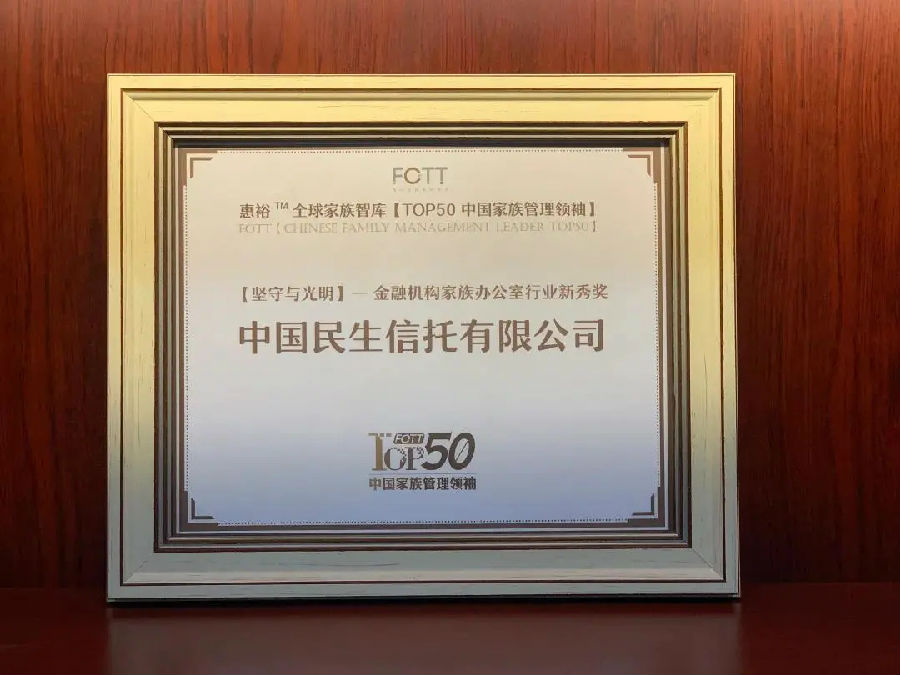 FOTT
惠裕™全球家族智库【TOP50 中国家族管理领袖】
FOTT【CHINESE FAMILY MANAGEMENT LEADER TOP50】
【坚守与光明】— 金融机构家族办公室行业新秀奖
中国民生信托有限公司
FOTT
TOP50
中国家族管理领袖